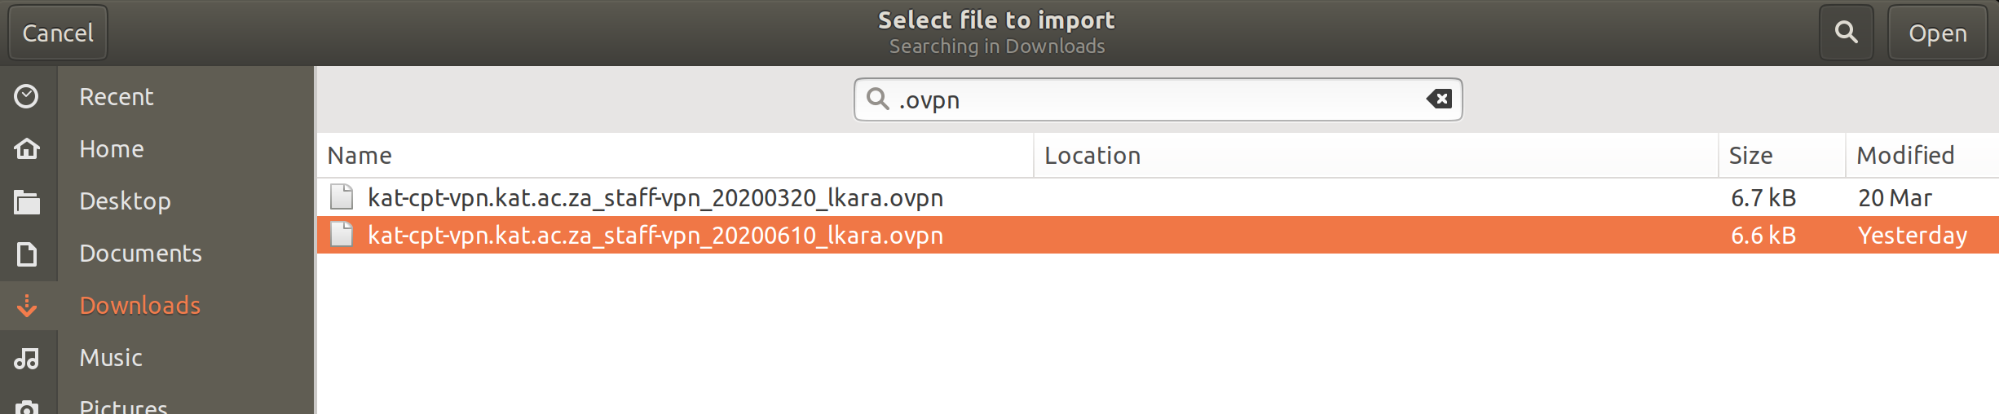 Cancel
Select file to import
Searching in Downloads
Open
Recent
Home
Desktop
Documents
Downloads
Music
Pictures
.ovpn
Name Location Size Modified
kat-cpt-vpn.kat.ac.za_staff-vpn_20200320_lkara.ovpn 6.7 kB 20 Mar
kat-cpt-vpn.kat.ac.za_staff-vpn_20200610_lkara.ovpn 6.6 kB Yesterday